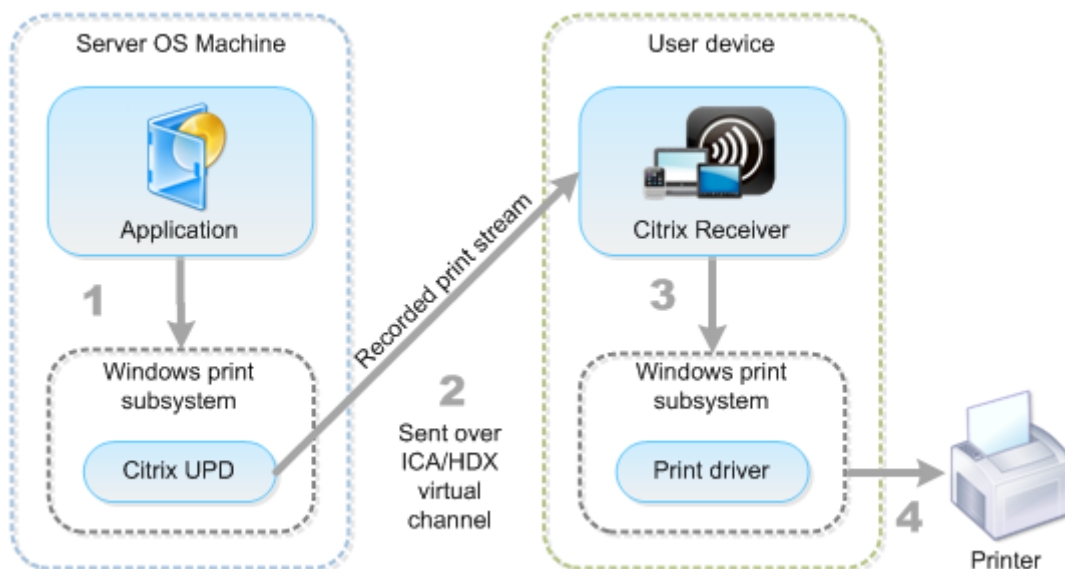 Server OS Machine
Application
1
Windows print
subsystem
Citrix UPD
Recorded print stream
2
Sent over
ICA/HDX
virtual
channel
User device
Citrix Receiver
3
Windows print
subsystem
Print driver
4
Printer